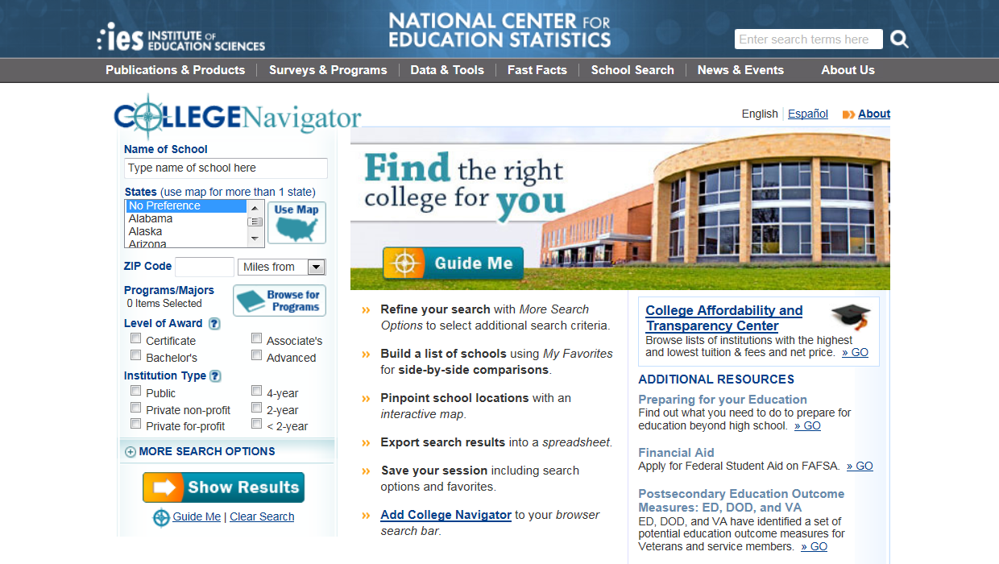 ies INSTITUTE OF
EDUCATION SCIENCES
NATIONAL CENTER FOR
EDUCATION STATISTICS
Enter search terms here
Publications & Products | Surveys & Programs | Data & Tools | Fast Facts | School Search | News & Events About Us
COLLEGE Navigator
English | Español About
Name of School
Type name of school here
States (use map for more than 1 state)
No Preference
Alabama
Alaska
Arizona
Use Map
ZIP Code Miles from
Programs/Majors
0 Items Selected
Browse for
Programs
Level of Award ?
Certificate Associate's
Bachelor's Advanced
Institution Type ?
Public 4-year
Private non-profit 2-year
Private for-profit < 2-year
MORE SEARCH OPTIONS
Show Results
Guide Me | Clear Search
Find the right
college for you
Guide Me
» Refine your search with More Search
Options to select additional search criteria.
» Build a list of schools using My Favorites
for side-by-side comparisons.
» Pinpoint school locations with an
interactive map.
» Export search results into a spreadsheet.
» Save your session including search
options and favorites.
» Add College Navigator to your browser
search bar.
College Affordability and
Transparency Center
Browse lists of institutions with the highest
and lowest tuition & fees and net price. » GO
ADDITIONAL RESOURCES
Preparing for your Education
Find out what you need to do to prepare for
education beyond high school. » GO
Financial Aid
Apply for Federal Student Aid on FAFSA. » GO
Postsecondary Education Outcome
Measures: ED, DOD, and VA
ED, DOD, and VA have identified a set of
potential education outcome measures for
Veterans and service members. » GO